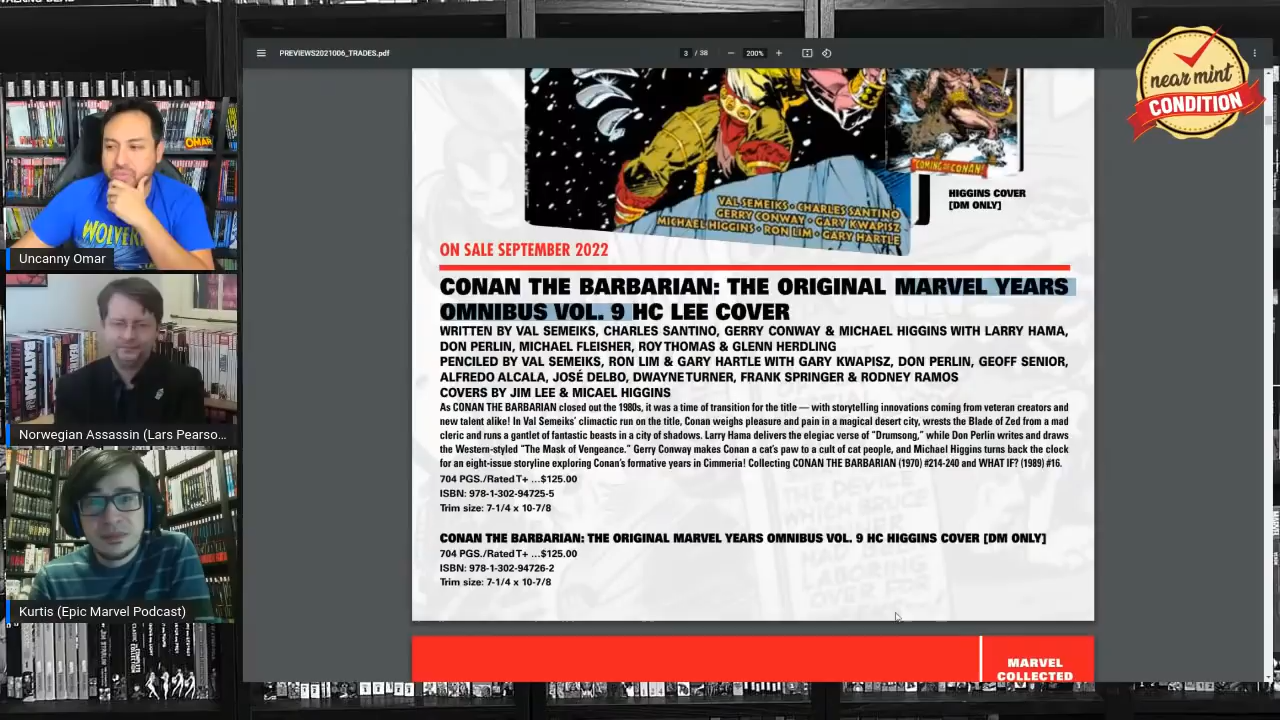 PREVIEWS2021006_TRADES.pdf
3 / 38
200%
near mint
CONDITION
OMAR
WOLVER
Uncanny Omar
BATMAN
Norwegian Assassin (Lars Pearso...
Kurtis (Epic Marvel Podcast)
"COMING OF CONAN!"
HIGGINS COVER
[DM ONLY]
VAL SEMEIKS • CHARLES SANTINO
GERRY CONWAY • GARY KWAPISZ
MICHAEL HIGGINS • RON LIM • GARY HARTLE
ON SALE SEPTEMBER 2022
CONAN THE BARBARIAN: THE ORIGINAL MARVEL YEARS
OMNIBUS VOL. 9 HC LEE COVER
WRITTEN BY VAL SEMEIKS, CHARLES SANTINO, GERRY CONWAY & MICHAEL HIGGINS WITH LARRY HAMA,
DON PERLIN, MICHAEL FLEISHER, ROY THOMAS & GLENN HERDLING
PENCILED BY VAL SEMEIKS, RON LIM & GARY HARTLE WITH GARY KWAPISZ, DON PERLIN, GEOFF SENIOR,
ALFREDO ALCALA, JOSÉ DELBO, DWAYNE TURNER, FRANK SPRINGER & RODNEY RAMOS
COVERS BY JIM LEE & MICAEL HIGGINS
As CONAN THE BARBARIAN closed out the 1980s, it was a time of transition for the title — with storytelling innovations coming from veteran creators and
new talent alike! In Val Semeiks' climactic run on the title, Conan weighs pleasure and pain in a magical desert city, wrests the Blade of Zed from a mad
cleric and runs a gantlet of fantastic beasts in a city of shadows. Larry Hama delivers the elegiac verse of "Drumsong," while Don Perlin writes and draws
the Western-styled "The Mask of Vengeance." Gerry Conway makes Conan a cat's paw to a cult of cat people, and Michael Higgins turns back the clock
for an eight-issue storyline exploring Conan's formative years in Cimmeria! Collecting CONAN THE BARBARIAN (1970) #214-240 and WHAT IF? (1989) #16.
704 PGS./Rated T+ ...$125.00
ISBN: 978-1-302-94725-5
Trim size: 7-1/4 x 10-7/8
CONAN THE BARBARIAN: THE ORIGINAL MARVEL YEARS OMNIBUS VOL. 9 HC HIGGINS COVER [DM ONLY]
704 PGS./Rated T+ ...$125.00
ISBN: 978-1-302-94726-2
Trim size: 7-1/4 x 10-7/8
MARVEL
COLLECTED